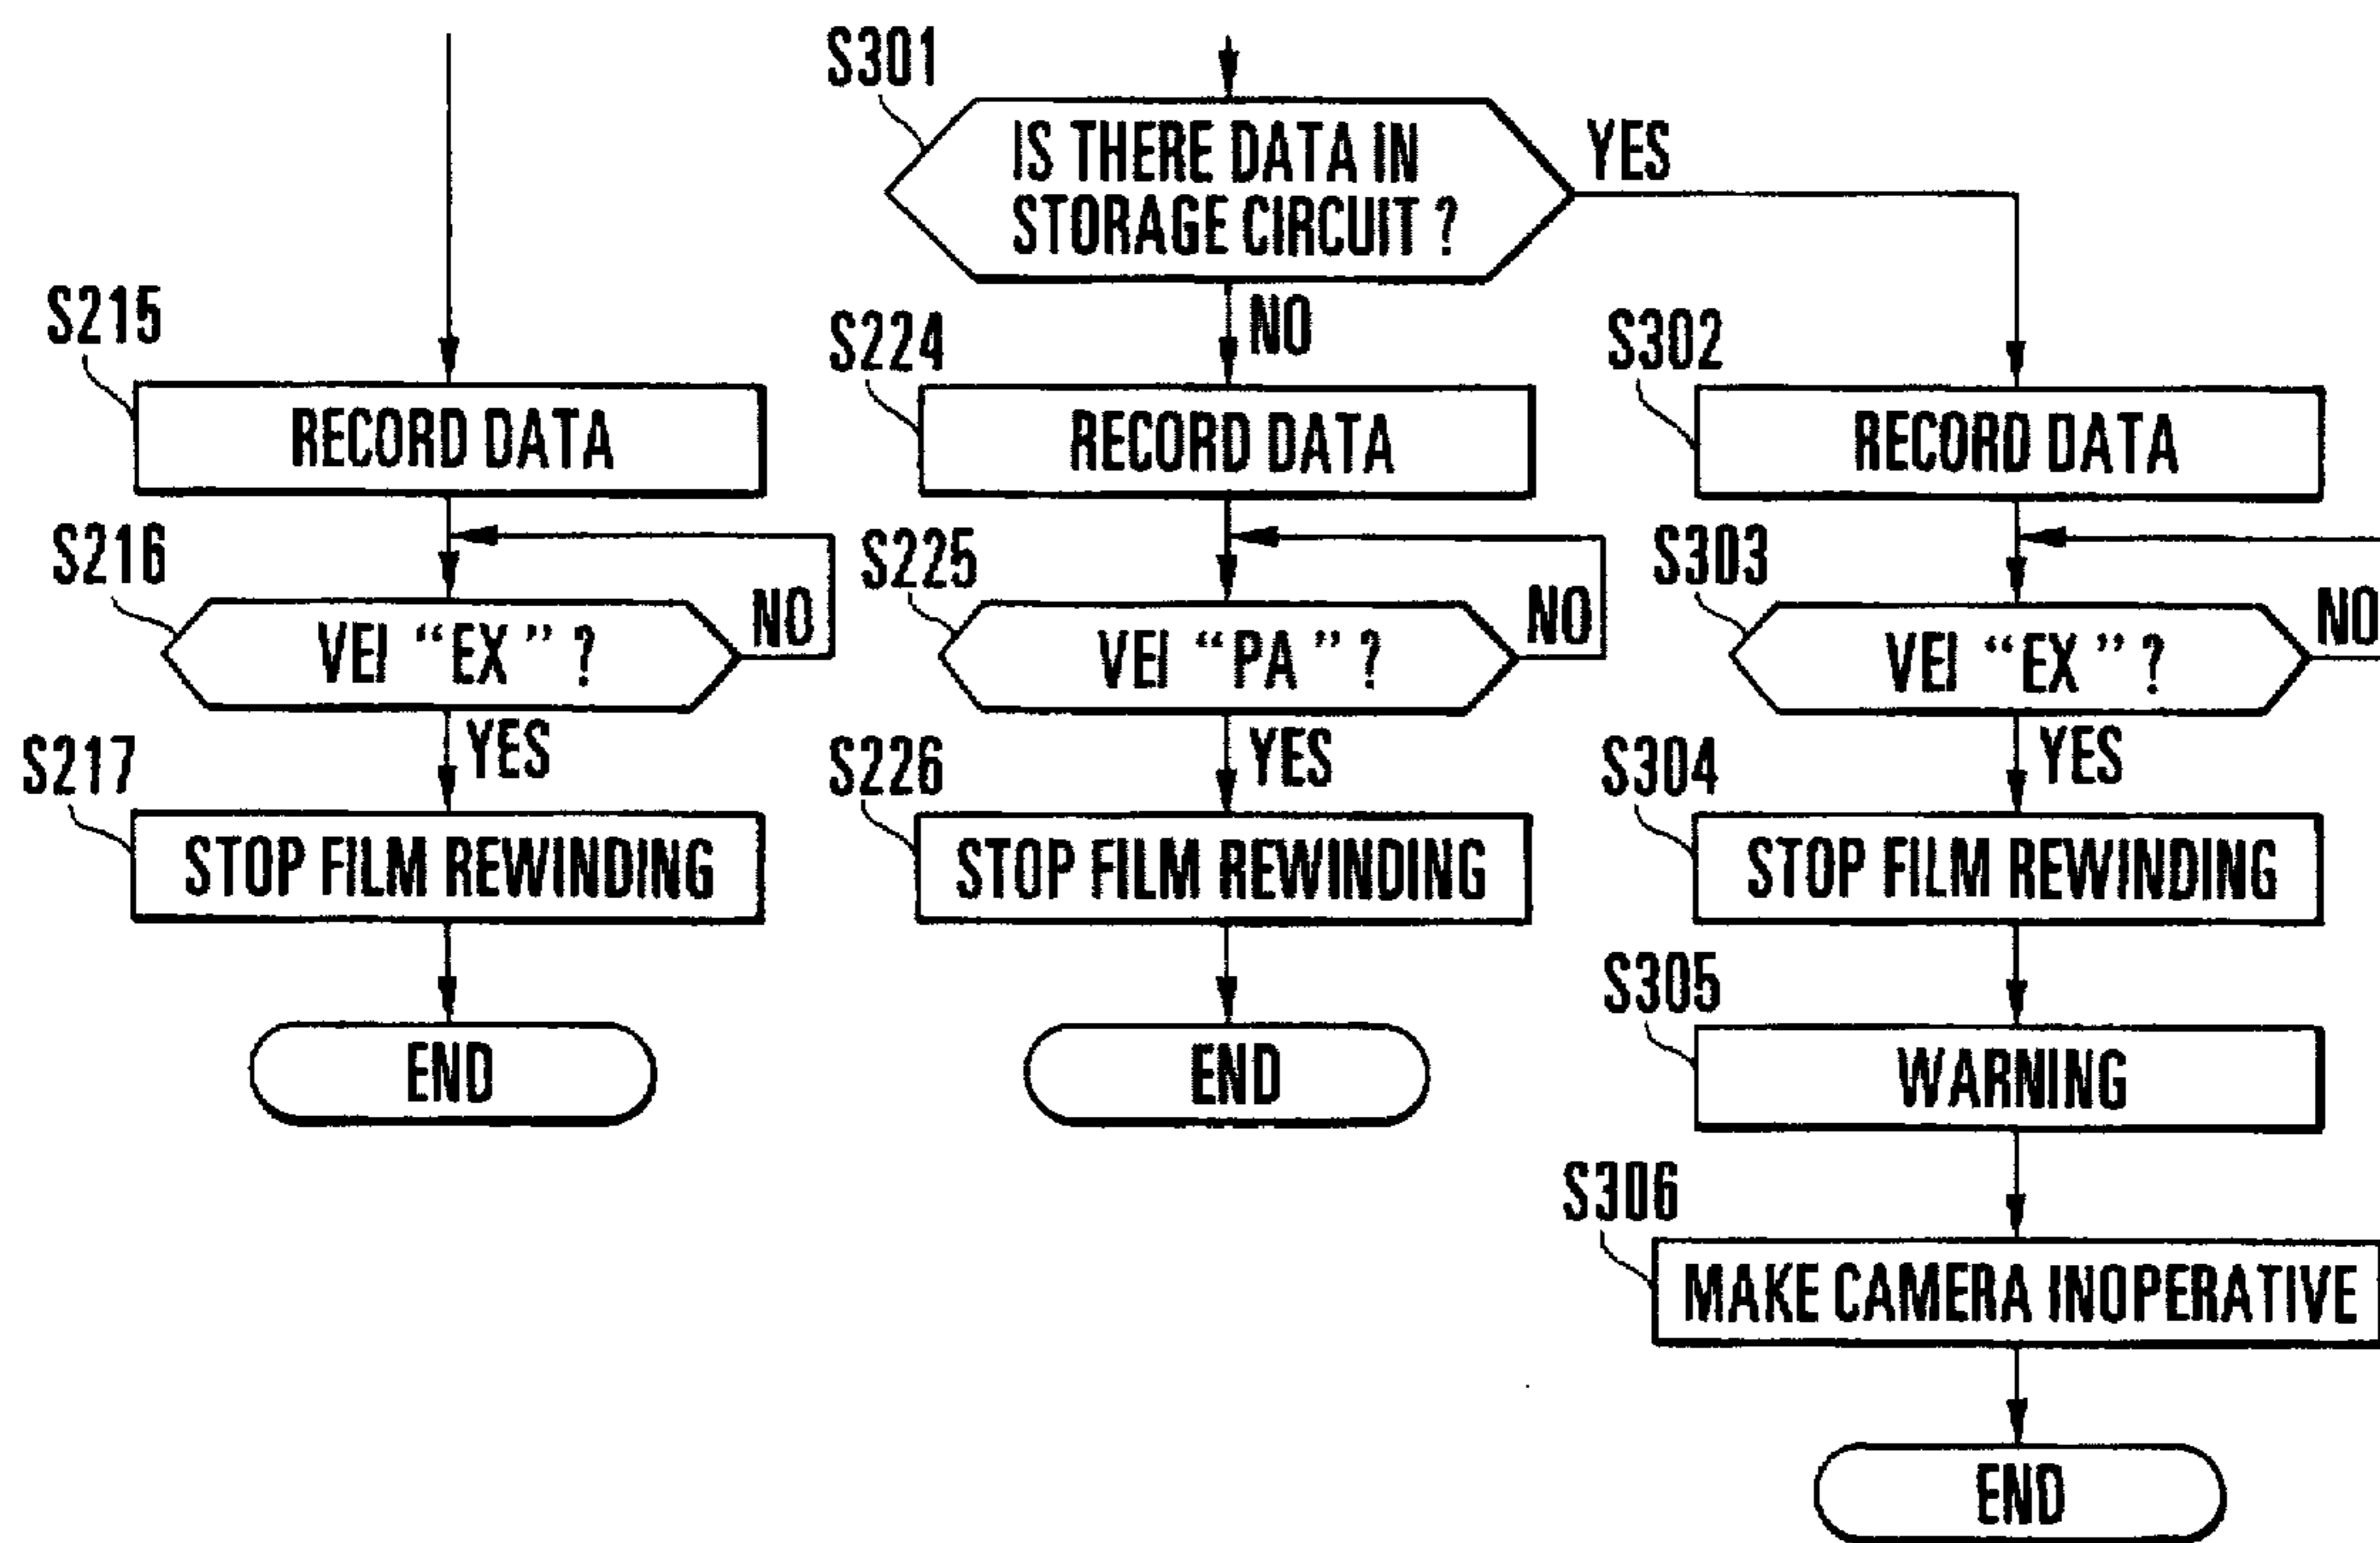 S301
IS THERE DATA IN
STORAGE CIRCUIT ?
YES
NO
S215
RECORD DATA
S216
VEI “EX” ?
NO
YES
S217
STOP FILM REWINDING
END
S224
RECORD DATA
S225
VEI “PA” ?
NO
YES
S226
STOP FILM REWINDING
END
S302
RECORD DATA
S303
VEI “EX” ?
NO
YES
S304
STOP FILM REWINDING
S305
WARNING
S306
MAKE CAMERA INOPERATIVE
END